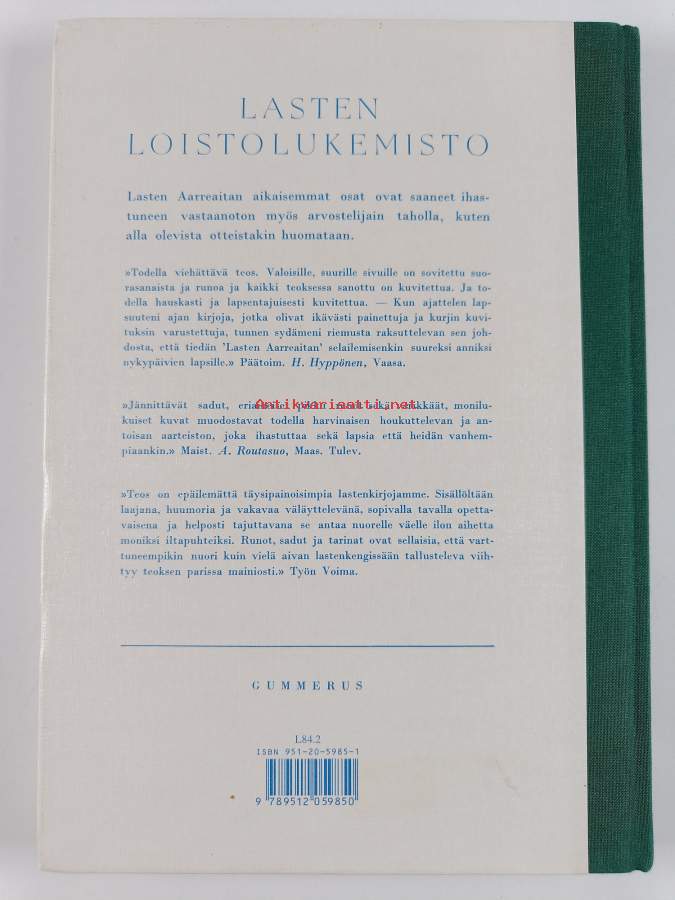 LASTEN
LOISTOLUKEMISTO
Lasten Aarreaitan aikaisemmat osat ovat saaneet ihas-
tuneen vastaanoton myös arvostelijain taholla, kuten
alla olevista otteistakin huomataan.
»Todella viehättävä teos. Valoisille, suurille sivuille on sovitettu suo-
rasanaista ja runoa ja kaikki teoksessa sanottu on kuvitettua. Ja to-
della hauskasti ja lapsentajuisesti kuvitettua. — Kun ajattelen lap-
suuteni ajan kirjoja, jotka olivat ikävästi painettuja ja kurjin kuvi-
tuksin varustettuja, tunnen sydämeni riemusta raksuttelevan sen joh-
dosta, että tiedän 'Lasten Aarreaitan' selailemisenkin suureksi anniksi
nykypäivien lapsille.» Päätoim. H. Hyppönen, Vaasa.
Antikvariaatti.net
»Jännittävät sadut, runot sekä monilu-
kuiset kuvat muodostavat todella harvinaisen houkuttelevan ja an-
toisan aarteiston, joka ihastuttaa sekä lapsia että heidän vanhem-
piaankin.» Maist. A. Routasuo, Maas. Tulev.
»Teos on epäilemättä täysipainoisimpia lastenkirjojamme. Sisällöltään
laajana, huumoria ja vakavaa väläyttelevänä, sopivalla tavalla opetta-
vaisena ja helposti tajuttavana se antaa nuorelle väelle ilon aihetta
moniksi iltapuhteiksi. Runot, sadut ja tarinat ovat sellaisia, että vart-
tuneempikin nuori kuin vielä aivan lastenkengissään tallusteleva viih-
tyy teoksen parissa mainiosti.» Työn Voima.
GUMMERUS
L84.2
ISBN 951-20-5985-1
9 789512 059850